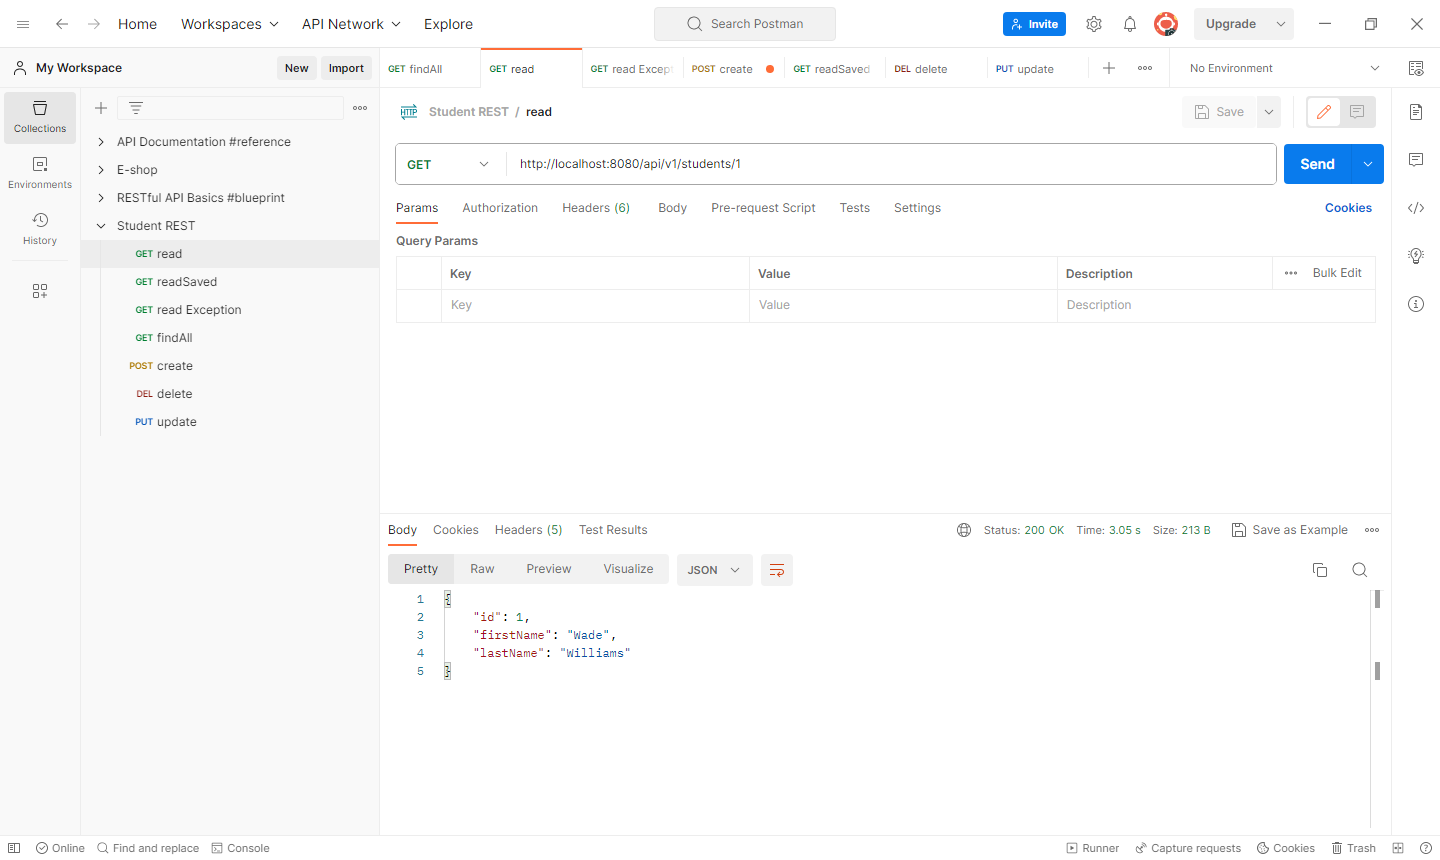 Home Workspaces API Network Explore Search Postman Invite Upgrade
My Workspace New Import
GET findAll GET read GET read Excep POST create GET readSaved DEL delete PUT update No Environment
Collections
Environments
History
API Documentation #reference
E-shop
RESTful API Basics #blueprint
Student REST
GET read
GET readSaved
GET read Exception
GET findAll
POST create
DEL delete
PUT update
HTTP Student REST / read Save
GET http://localhost:8080/api/v1/students/1 Send
Params Authorization Headers (6) Body Pre-request Script Tests Settings Cookies
Query Params
Key Value Description Bulk Edit
Key Value Description
Body Cookies Headers (5) Test Results Status: 200 OK Time: 3.05 s Size: 213 B Save as Example
Pretty Raw Preview Visualize JSON
1 {
2 "id": 1,
3 "firstName": "Wade",
4 "lastName": "Williams"
5 }
Online Find and replace Console Runner Capture requests Cookies Trash